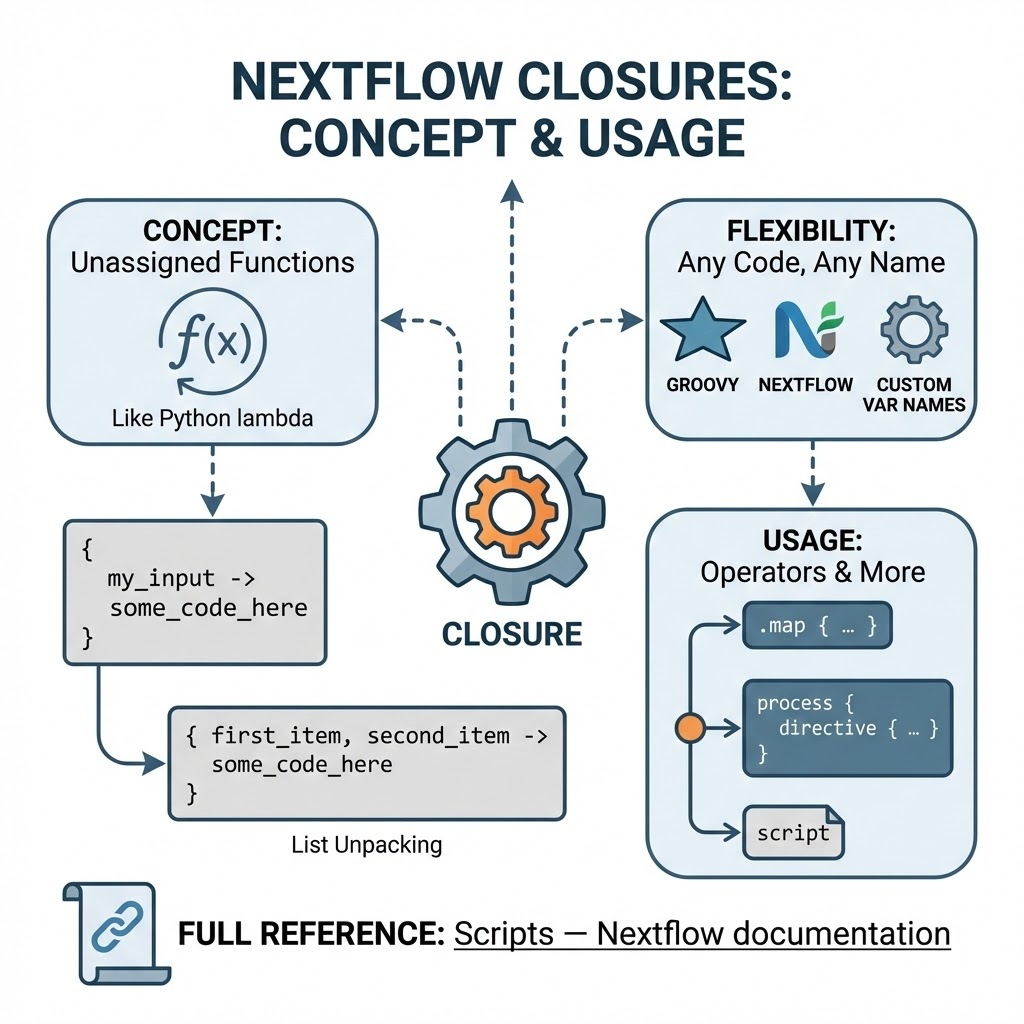 NEXTFLOW CLOSURES:
CONCEPT & USAGE
CONCEPT:
Unassigned Functions
f(x)
Like Python lambda
{
my_input ->
some_code_here
}
{ first_item, second_item ->
some_code_here
}
List Unpacking
CLOSURE
FLEXIBILITY:
Any Code, Any Name
GROOVY
NEXTFLOW
CUSTOM
VAR NAMES
USAGE:
Operators & More
.map { … }
process {
directive { … }
}
script
FULL REFERENCE: Scripts — Nextflow documentation